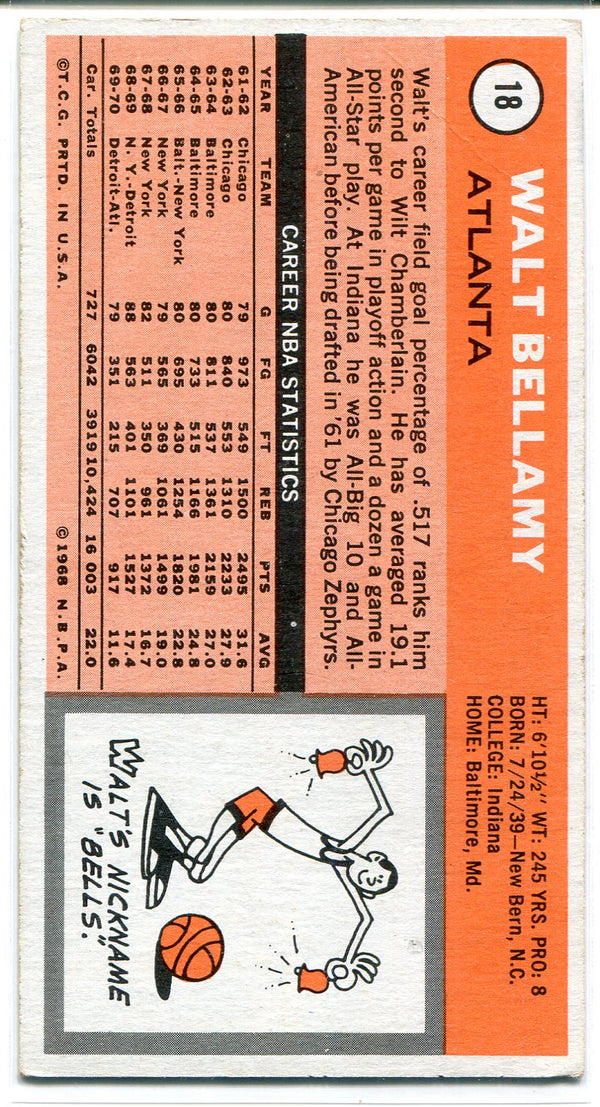 18
WALT BELLAMY
ATLANTA
HT: 6'10½" WT: 245 YRS. PRO: 8
BORN: 7/24/39—New Bern, N.C.
COLLEGE: Indiana
HOME: Baltimore, Md.
Walt's career field goal percentage of .517 ranks him
second to Wilt Chamberlain. He has averaged 19.1
points per game in playoff action and a dozen a game in
All-Star play. At Indiana he was All-Big 10 and All-
American before being drafted in '61 by Chicago Zephyrs.
CAREER NBA STATISTICS
YEAR TEAM G FG FT REB PTS AVG
61-62 Chicago 79 973 549 1500 2495 31.6
62-63 Chicago 80 840 553 1310 2233 27.9
63-64 Baltimore 80 811 537 1361 2159 27.0
64-65 Baltimore 80 733 515 1166 1981 24.8
65-66 Balt.-New York 80 695 430 1254 1820 22.8
66-67 New York 79 565 369 1061 1499 19.0
67-68 New York 82 511 350 961 1372 16.7
68-69 N. Y.-Detroit 88 563 401 1101 1527 17.4
69-70 Detroit-Atl. 79 351 215 707 917 11.6
Car. Totals 727 6042 3919 10,424 16 003 22.0
©T.C.G. PRTD. IN U.S.A. ©1968 N.B.P.A.
WALT'S NICKNAME
IS "BELLS."